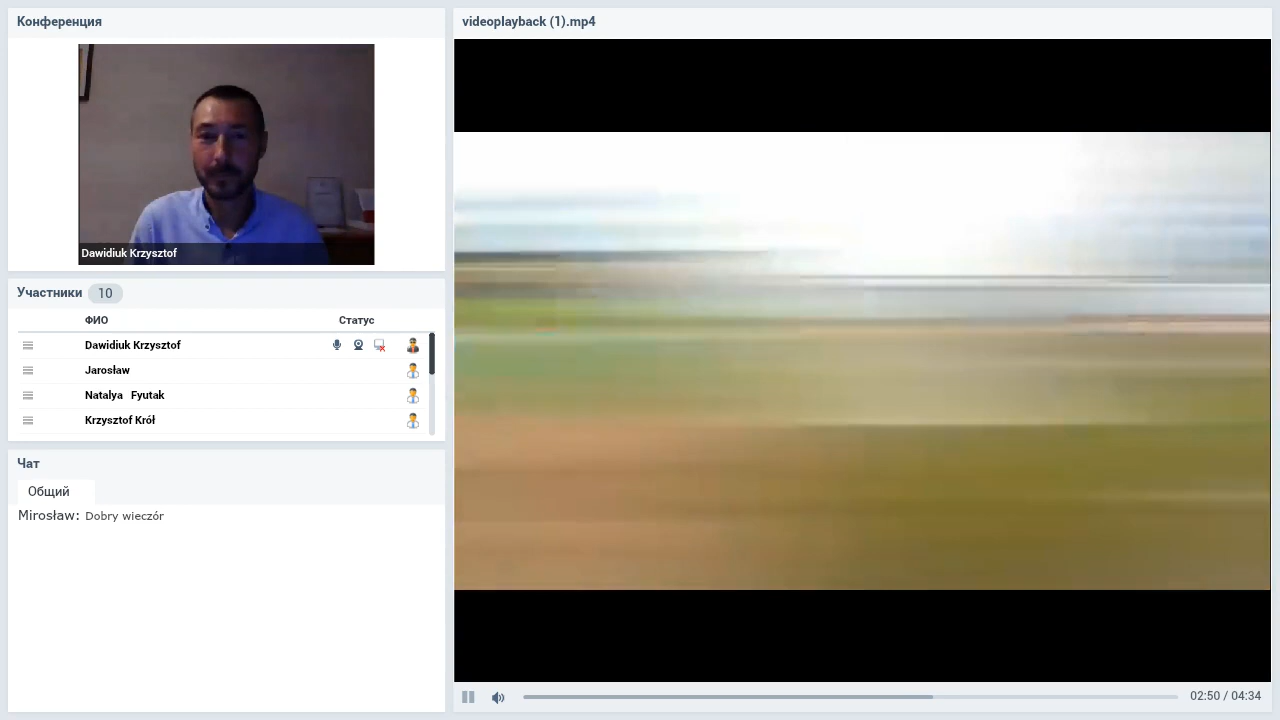 Конференция
Dawidiuk Krzysztof
Участники 10
ФИО Статус
Dawidiuk Krzysztof
Jarosław
Natalya Fyutak
Krzysztof Król
Чат
Общий
Mirosław: Dobry wieczór
videoplayback (1).mp4
02:50 / 04:34